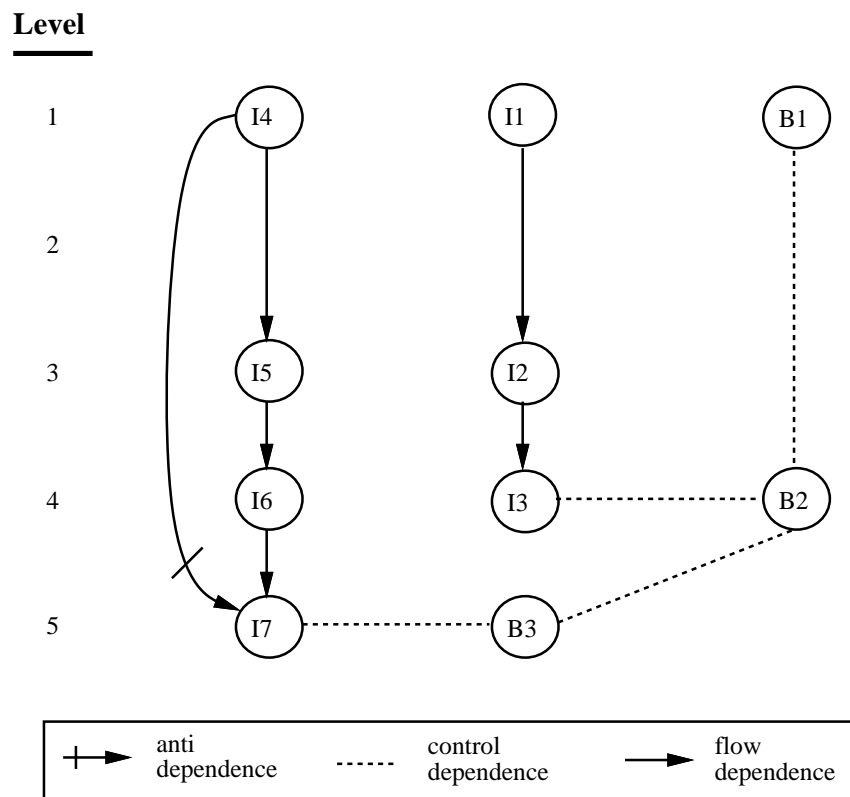 Level
1 I4 I1 B1
2
3 I5 I2
4 I6 I3 B2
5 I7 B3
anti control flow
dependence dependence dependence